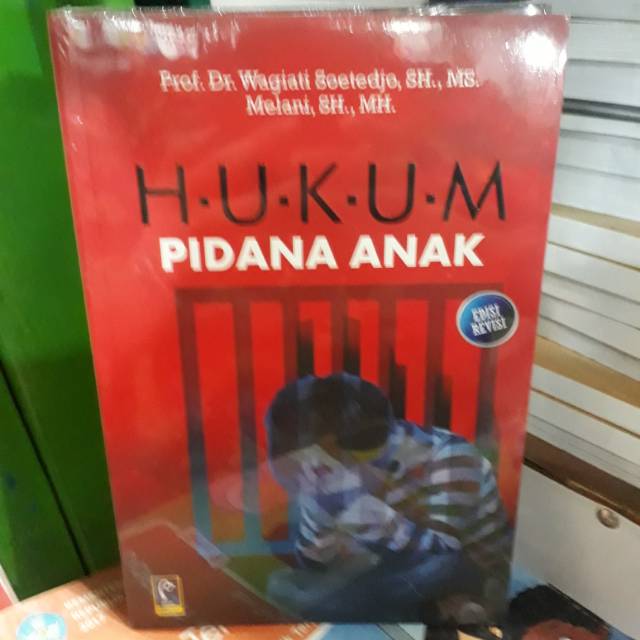 Prof. Dr. Wagiati Soetedjo, SH., MS.
Melani, SH., MH.
H·U·K·U·M
PIDANA ANAK
EDISI
REVISI